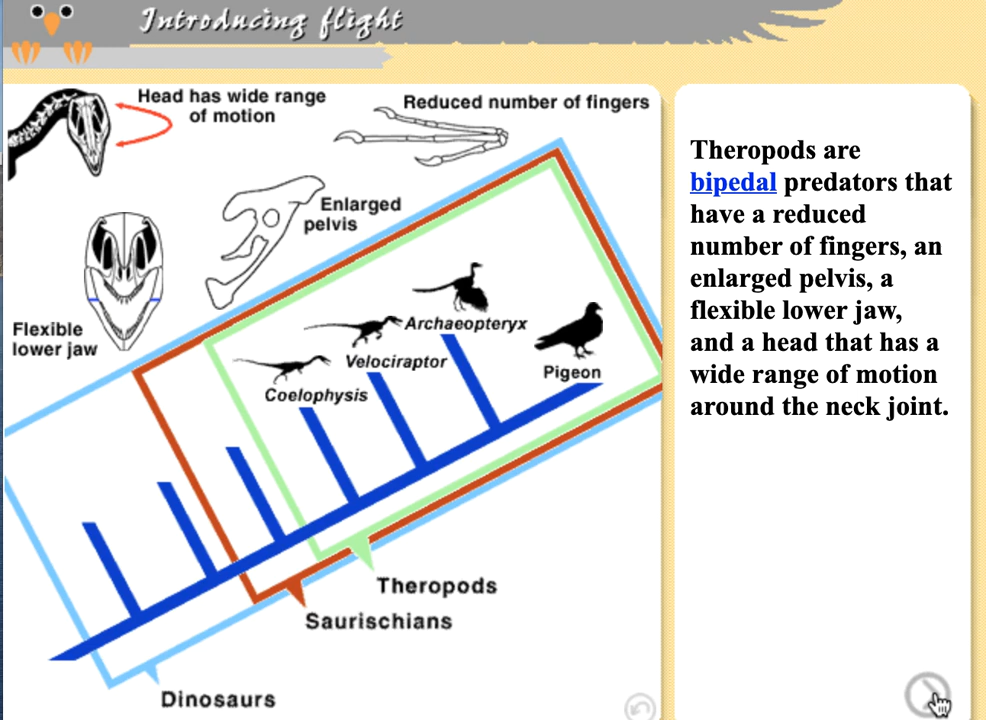 Introducing flight
Head has wide range
of motion
Reduced number of fingers
Enlarged
pelvis
Flexible
lower jaw
Archaeopteryx
Velociraptor
Pigeon
Coelophysis
Theropods
Saurischians
Dinosaurs
Theropods are
bipedal predators that
have a reduced
number of fingers, an
enlarged pelvis, a
flexible lower jaw,
and a head that has a
wide range of motion
around the neck joint.